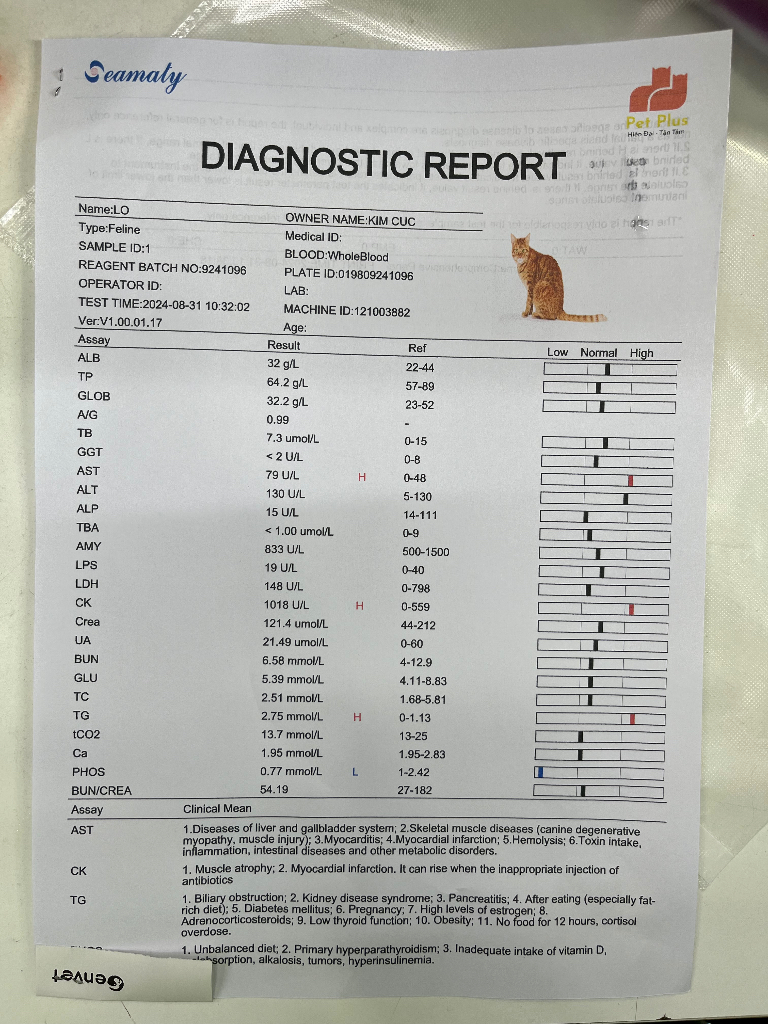 Seamaty
Pet Plus
Hiện Đại - Tận Tâm
DIAGNOSTIC REPORT
Name:LO
OWNER NAME:KIM CUC
Type:Feline
Medical ID:
SAMPLE ID:1
BLOOD:WholeBlood
REAGENT BATCH NO:9241096
PLATE ID:019809241096
OPERATOR ID:
LAB:
TEST TIME:2024-08-31 10:32:02
MACHINE ID:121003882
Ver:V1.00.01.17
Age:
Assay Result Ref Low Normal High
ALB 32 g/L 22-44
TP 64.2 g/L 57-89
GLOB 32.2 g/L 23-52
A/G 0.99 -
TB 7.3 umol/L 0-15
GGT < 2 U/L 0-8
AST 79 U/L H 0-48
ALT 130 U/L 5-130
ALP 15 U/L 14-111
TBA < 1.00 umol/L 0-9
AMY 833 U/L 500-1500
LPS 19 U/L 0-40
LDH 148 U/L 0-798
CK 1018 U/L H 0-559
Crea 121.4 umol/L 44-212
UA 21.49 umol/L 0-60
BUN 6.58 mmol/L 4-12.9
GLU 5.39 mmol/L 4.11-8.83
TC 2.51 mmol/L 1.68-5.81
TG 2.75 mmol/L H 0-1.13
tCO2 13.7 mmol/L 13-25
Ca 1.95 mmol/L 1.95-2.83
PHOS 0.77 mmol/L L 1-2.42
BUN/CREA 54.19 27-182
Assay Clinical Mean
AST 1.Diseases of liver and gallbladder system; 2.Skeletal muscle diseases (canine degenerative
myopathy, muscle injury); 3.Myocarditis; 4.Myocardial infarction; 5.Hemolysis; 6.Toxin intake,
inflammation, intestinal diseases and other metabolic disorders.
CK 1. Muscle atrophy; 2. Myocardial infarction. It can rise when the inappropriate injection of
antibiotics
TG 1. Biliary obstruction; 2. Kidney disease syndrome; 3. Pancreatitis; 4. After eating (especially fat-
rich diet); 5. Diabetes mellitus; 6. Pregnancy; 7. High levels of estrogen; 8.
Adrenocorticosteroids; 9. Low thyroid function; 10. Obesity; 11. No food for 12 hours, cortisol
overdose.
1. Unbalanced diet; 2. Primary hyperparathyroidism; 3. Inadequate intake of vitamin D,
alkalosis, tumors, hyperinsulinemia.
Genvet